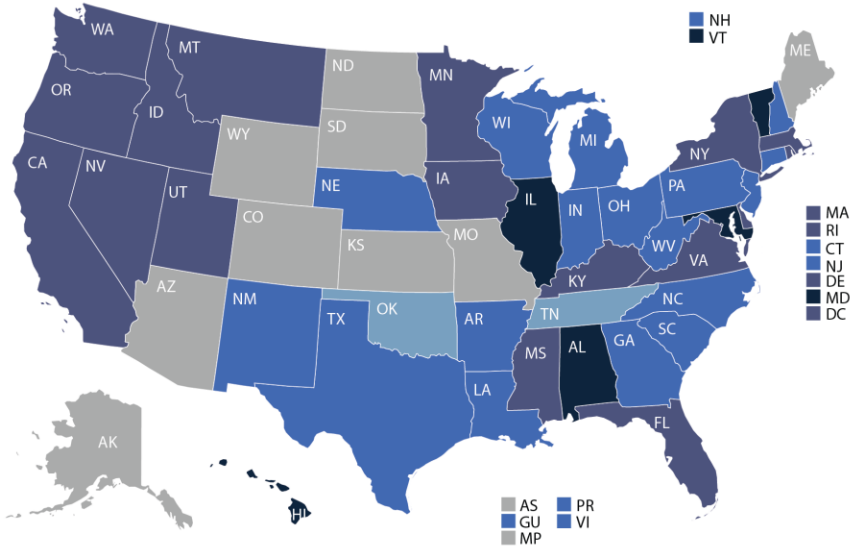 NH
VT
WA
MT
ND
MN
ME
OR
ID
SD
WI
MI
NY
WY
CA
NV
UT
NE
IA
IL
IN
OH
PA
CO
KS
MO
WV
VA
KY
MA
RI
CT
NJ
DE
MD
DC
AZ
NM
OK
TX
AR
TN
NC
SC
MS
AL
GA
LA
FL
AK
HI
AS
PR
GU
VI
MP